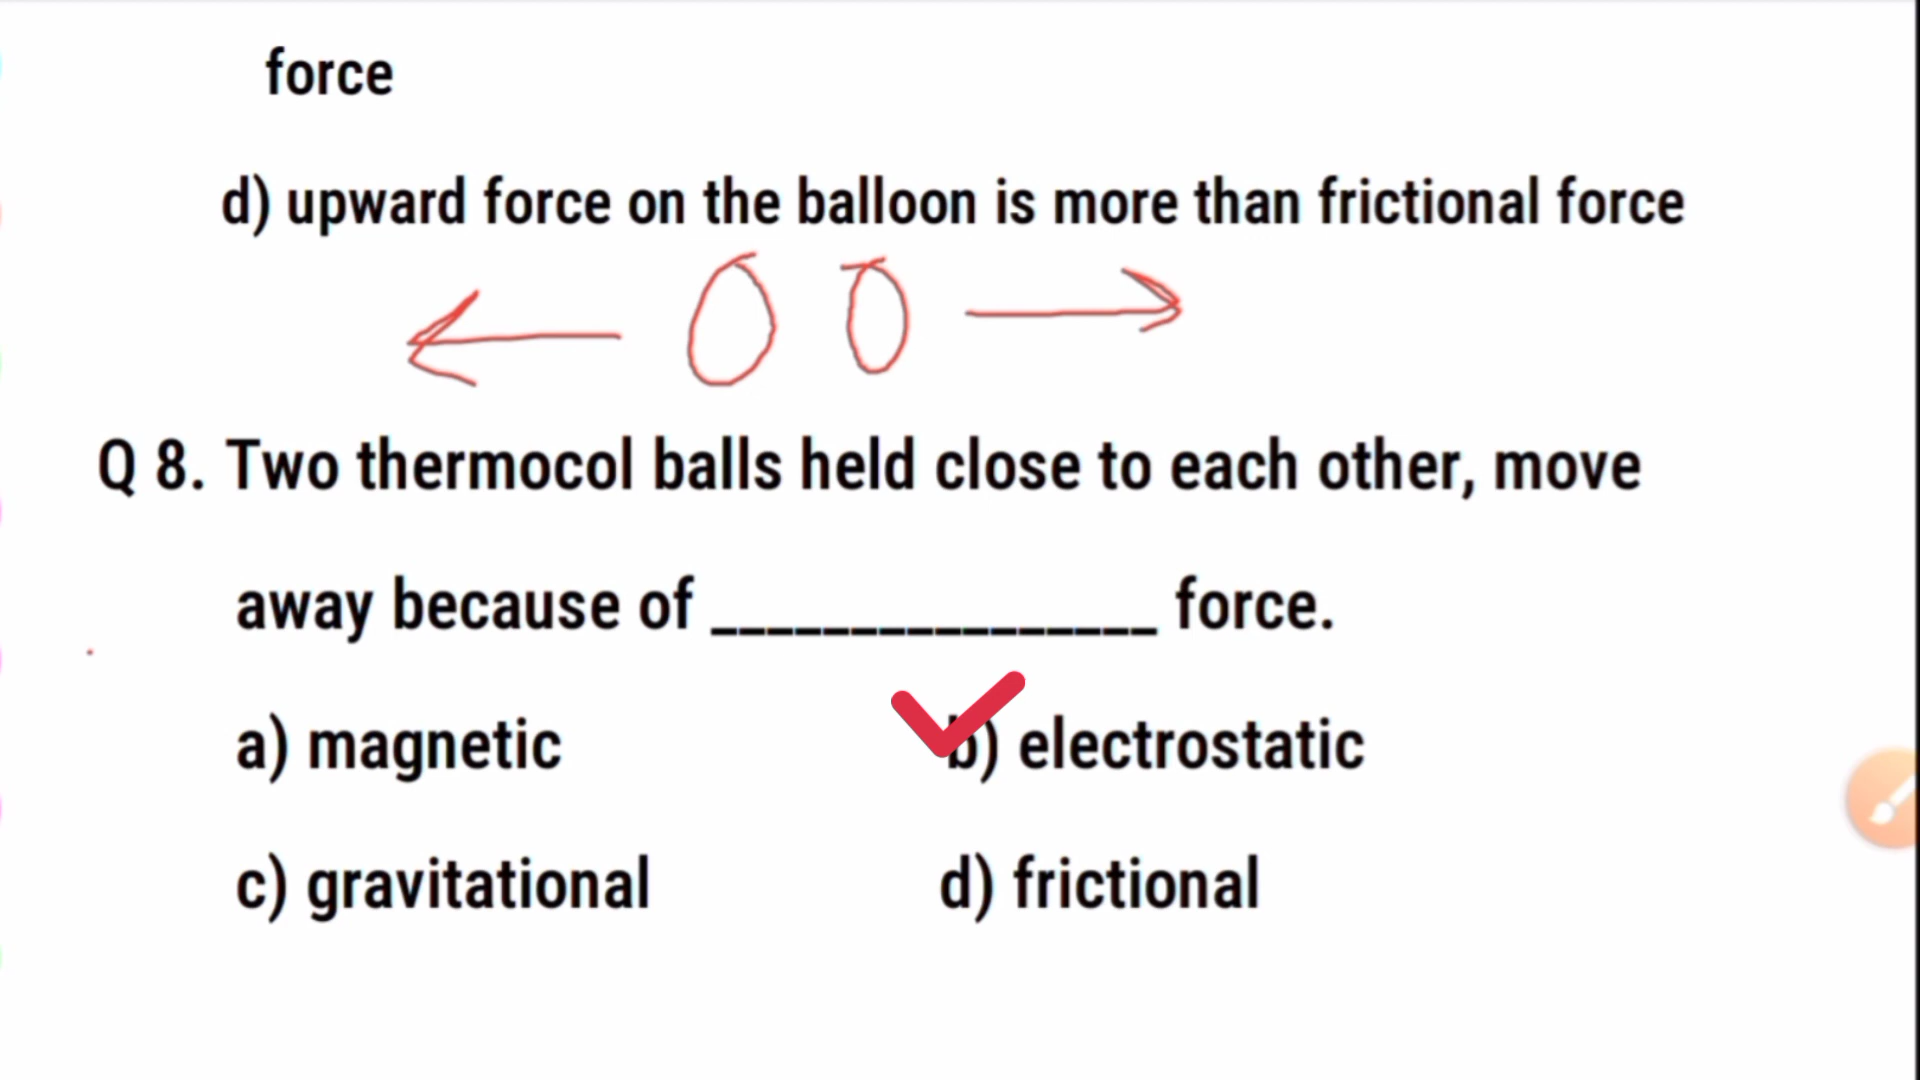 force
d) upward force on the balloon is more than frictional force
Q 8. Two thermocol balls held close to each other, move
away because of ________________ force.
a) magnetic b) electrostatic
c) gravitational d) frictional